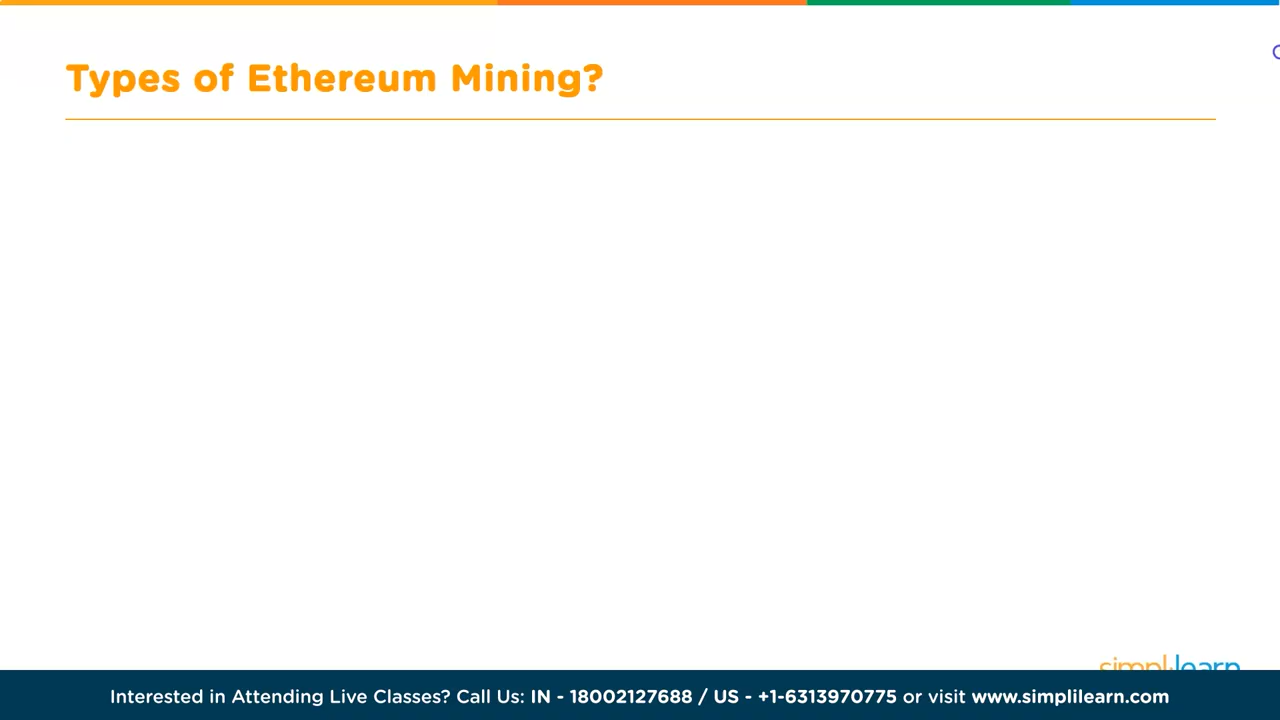 Types of Ethereum Mining?
simplilearn
Interested in Attending Live Classes? Call Us: IN - 18002127688 / US - +1-6313970775 or visit www.simplilearn.com